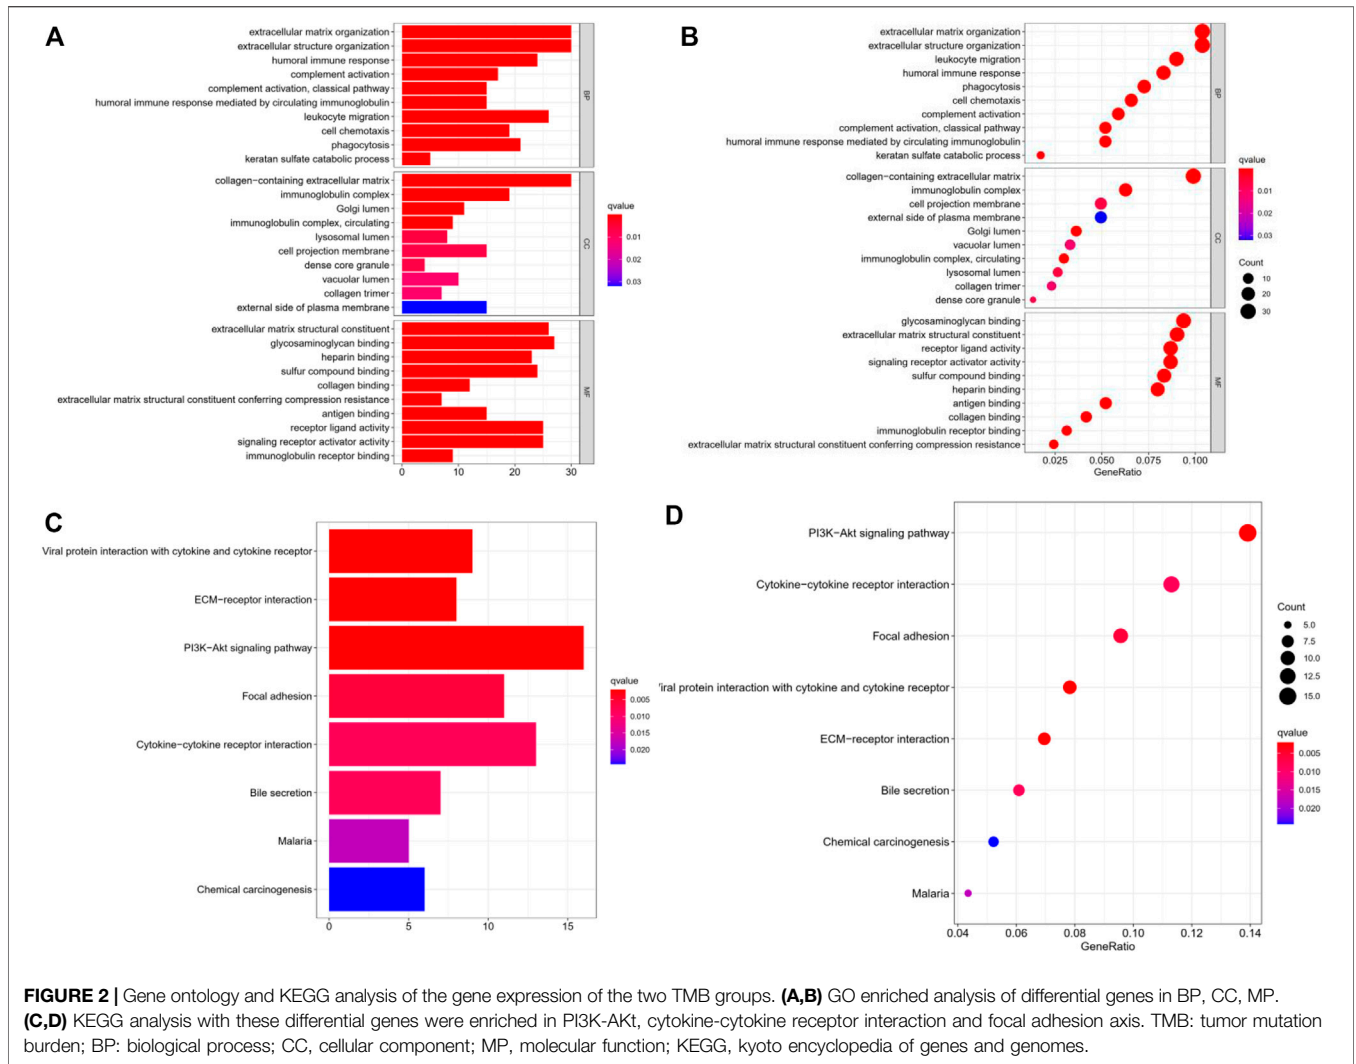 A
extracellular matrix organization
extracellular structure organization
humoral immune response
complement activation
complement activation, classical pathway
humoral immune response mediated by circulating immunoglobulin
leukocyte migration
cell chemotaxis
phagocytosis
keratan sulfate catabolic process
BP
collagen−containing extracellular matrix
immunoglobulin complex
Golgi lumen
immunoglobulin complex, circulating
lysosomal lumen
cell projection membrane
dense core granule
vacuolar lumen
collagen trimer
external side of plasma membrane
CC
extracellular matrix structural constituent
glycosaminoglycan binding
heparin binding
sulfur compound binding
collagen binding
extracellular matrix structural constituent conferring compression resistance
antigen binding
receptor ligand activity
signaling receptor activator activity
immunoglobulin receptor binding
MF
0 10 20 30
qvalue
0.01
0.02
0.03
B
extracellular matrix organization
extracellular structure organization
leukocyte migration
humoral immune response
phagocytosis
cell chemotaxis
complement activation
complement activation, classical pathway
humoral immune response mediated by circulating immunoglobulin
keratan sulfate catabolic process
BP
collagen−containing extracellular matrix
immunoglobulin complex
cell projection membrane
external side of plasma membrane
Golgi lumen
vacuolar lumen
immunoglobulin complex, circulating
lysosomal lumen
collagen trimer
dense core granule
CC
glycosaminoglycan binding
extracellular matrix structural constituent
receptor ligand activity
signaling receptor activator activity
sulfur compound binding
heparin binding
antigen binding
collagen binding
immunoglobulin receptor binding
extracellular matrix structural constituent conferring compression resistance
MF
0.025 0.050 0.075 0.100
GeneRatio
qvalue
0.01
0.02
0.03
Count
10
20
30
C
Viral protein interaction with cytokine and cytokine receptor
ECM−receptor interaction
PI3K−Akt signaling pathway
Focal adhesion
Cytokine−cytokine receptor interaction
Bile secretion
Malaria
Chemical carcinogenesis
0 5 10 15
qvalue
0.005
0.010
0.015
0.020
D
PI3K−Akt signaling pathway
Cytokine−cytokine receptor interaction
Focal adhesion
Viral protein interaction with cytokine and cytokine receptor
ECM−receptor interaction
Bile secretion
Chemical carcinogenesis
Malaria
0.04 0.06 0.08 0.10 0.12 0.14
GeneRatio
Count
5.0
7.5
10.0
12.5
15.0
qvalue
0.005
0.010
0.015
0.020
FIGURE 2 | Gene ontology and KEGG analysis of the gene expression of the two TMB groups. (A,B) GO enriched analysis of differential genes in BP, CC, MP.
(C,D) KEGG analysis with these differential genes were enriched in PI3K-AKt, cytokine-cytokine receptor interaction and focal adhesion axis. TMB: tumor mutation
burden; BP: biological process; CC, cellular component; MP, molecular function; KEGG, kyoto encyclopedia of genes and genomes.